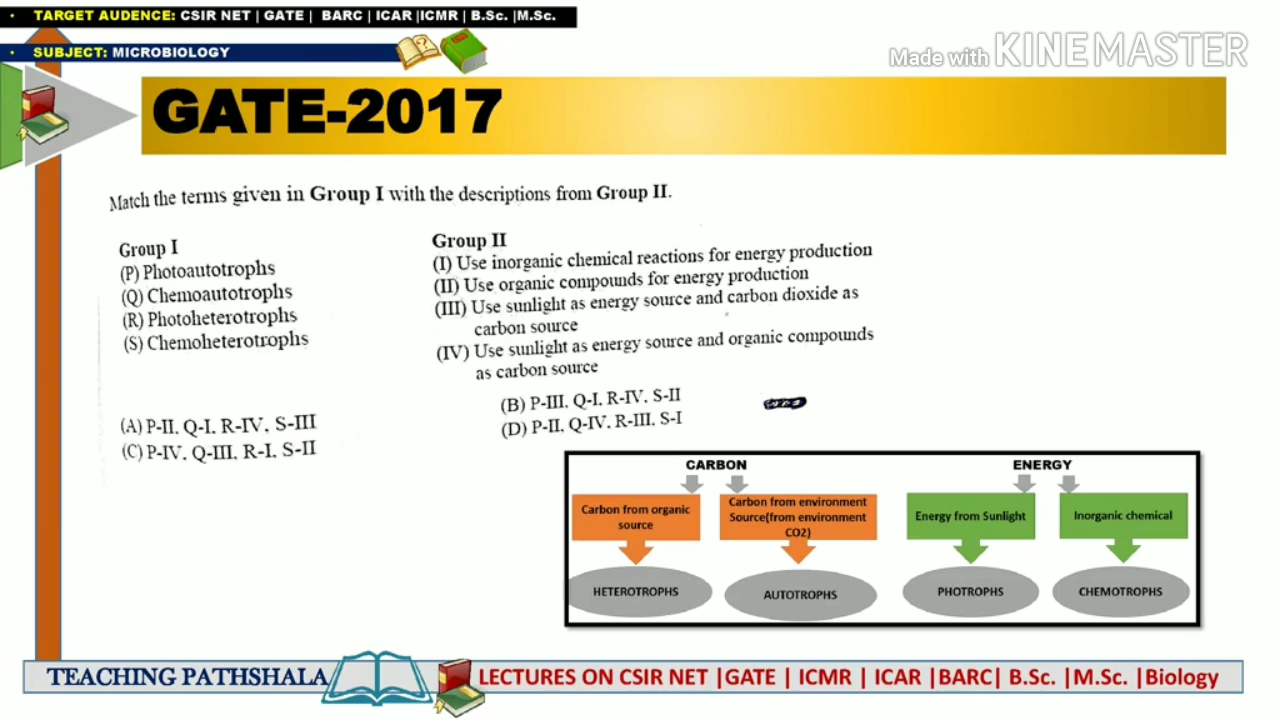 • TARGET AUDENCE: CSIR NET | GATE | BARC | ICAR |ICMR | B.Sc. |M.Sc.
• SUBJECT: MICROBIOLOGY
Made with KINEMASTER
GATE-2017
Match the terms given in Group I with the descriptions from Group II.
Group I
(P) Photoautotrophs
(Q) Chemoautotrophs
(R) Photoheterotrophs
(S) Chemoheterotrophs
Group II
(I) Use inorganic chemical reactions for energy production
(II) Use organic compounds for energy production
(III) Use sunlight as energy source and carbon dioxide as
carbon source
(IV) Use sunlight as energy source and organic compounds
as carbon source
(A) P-II, Q-I, R-IV, S-III
(B) P-III, Q-I, R-IV, S-II
(C) P-IV, Q-III, R-I, S-II
(D) P-II, Q-IV, R-III, S-I
CARBON
ENERGY
Carbon from organic
source
Carbon from environment
Source(from environment
CO2)
Energy from Sunlight
Inorganic chemical
HETEROTROPHS
AUTOTROPHS
PHOTROPHS
CHEMOTROPHS
TEACHING PATHSHALA
LECTURES ON CSIR NET |GATE | ICMR | ICAR |BARC| B.Sc. |M.Sc. |Biology